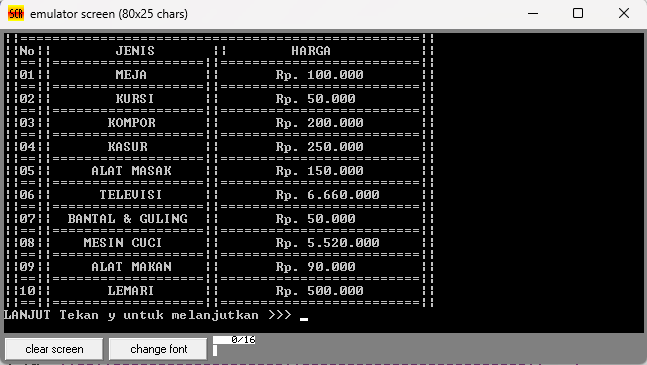 SCR emulator screen (80x25 chars)
¦¦==================================================¦¦
¦¦No¦¦ JENIS ¦¦ HARGA ¦¦
¦¦==¦¦===================¦¦=========================¦¦
¦¦01¦¦ MEJA ¦¦ Rp. 100.000 ¦¦
¦¦==¦¦===================¦¦=========================¦¦
¦¦02¦¦ KURSI ¦¦ Rp. 50.000 ¦¦
¦¦==¦¦===================¦¦=========================¦¦
¦¦03¦¦ KOMPOR ¦¦ Rp. 200.000 ¦¦
¦¦==¦¦===================¦¦=========================¦¦
¦¦04¦¦ KASUR ¦¦ Rp. 250.000 ¦¦
¦¦==¦¦===================¦¦=========================¦¦
¦¦05¦¦ ALAT MASAK ¦¦ Rp. 150.000 ¦¦
¦¦==¦¦===================¦¦=========================¦¦
¦¦06¦¦ TELEVISI ¦¦ Rp. 6.660.000 ¦¦
¦¦==¦¦===================¦¦=========================¦¦
¦¦07¦¦ BANTAL & GULING ¦¦ Rp. 50.000 ¦¦
¦¦==¦¦===================¦¦=========================¦¦
¦¦08¦¦ MESIN CUCI ¦¦ Rp. 5.520.000 ¦¦
¦¦==¦¦===================¦¦=========================¦¦
¦¦09¦¦ ALAT MAKAN ¦¦ Rp. 90.000 ¦¦
¦¦==¦¦===================¦¦=========================¦¦
¦¦10¦¦ LEMARI ¦¦ Rp. 500.000 ¦¦
¦¦==¦¦===================¦¦=========================¦¦
LANJUT Tekan y untuk melanjutkan >>> _
clear screen change font 0/16